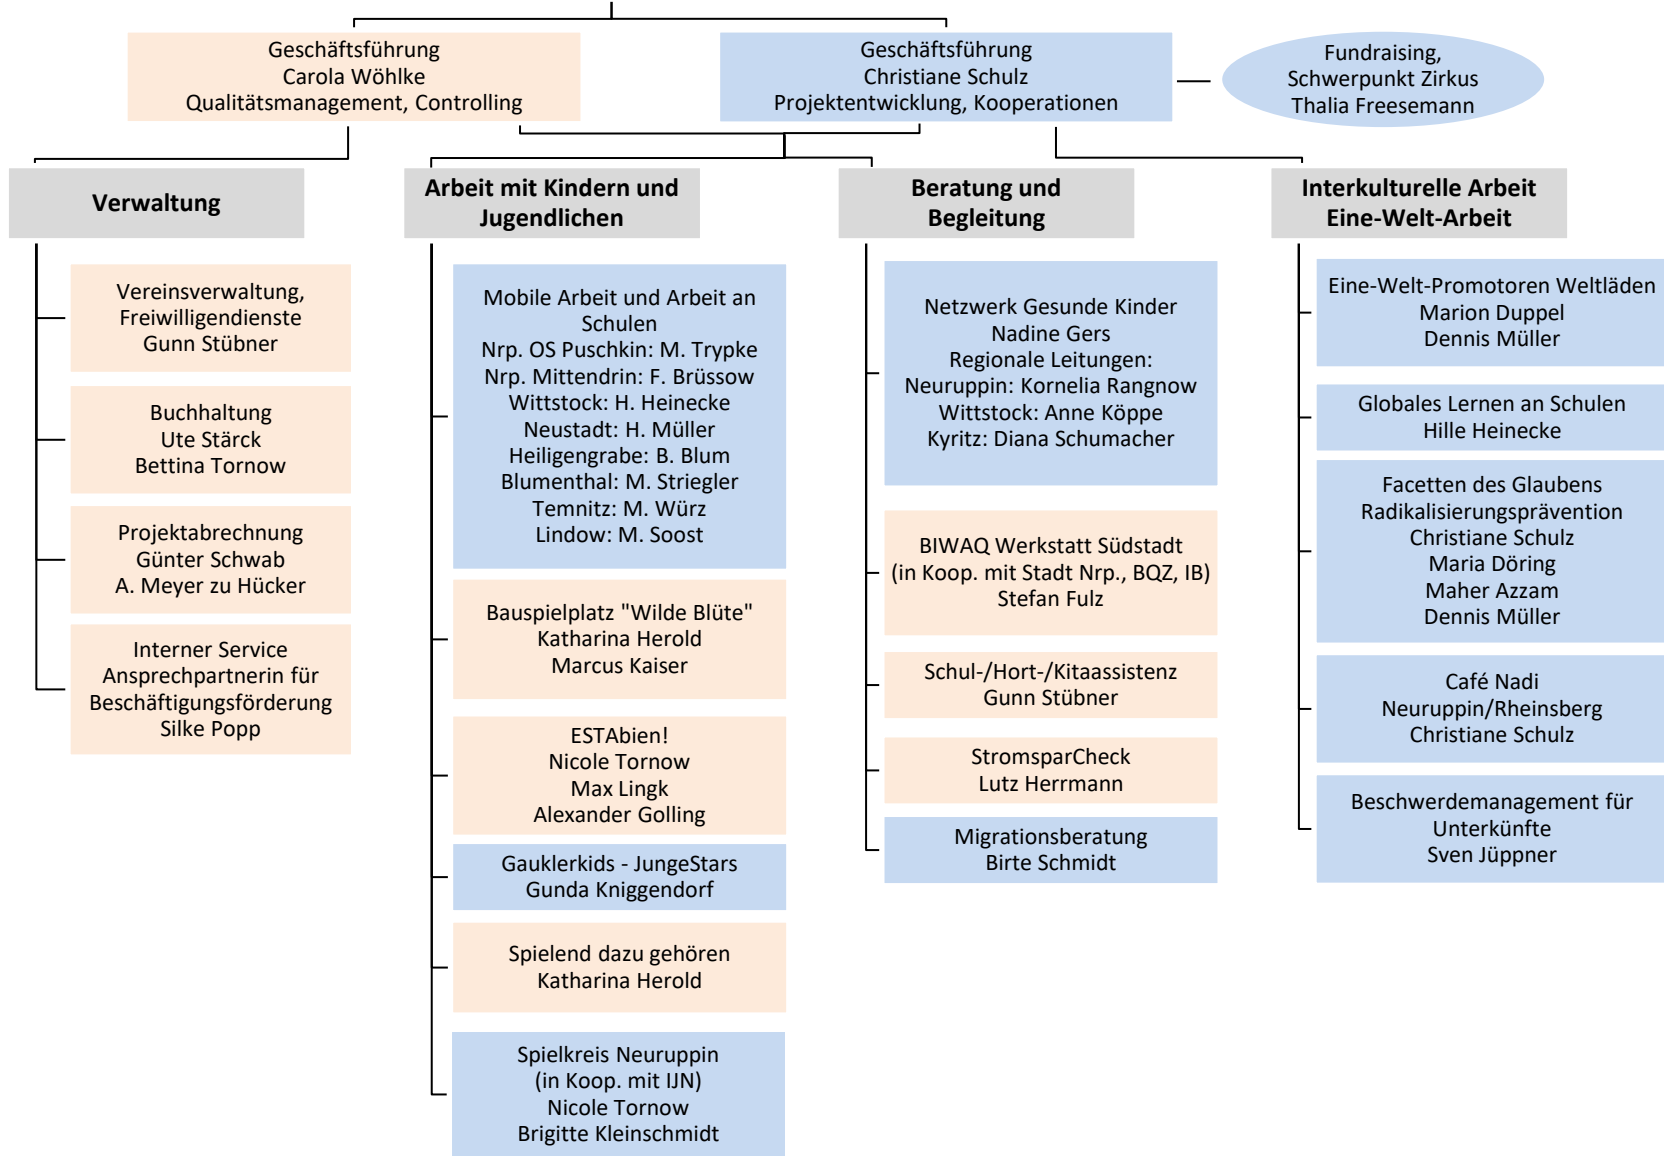 Geschäftsführung
Carola Wöhlke
Qualitätsmanagement, Controlling
Geschäftsführung
Christiane Schulz
Projektentwicklung, Kooperationen
Fundraising,
Schwerpunkt Zirkus
Thalia Freesemann
Verwaltung
Vereinsverwaltung,
Freiwilligendienste
Gunn Stübner
Buchhaltung
Ute Stärck
Bettina Tornow
Projektabrechnung
Günter Schwab
A. Meyer zu Hücker
Interner Service
Ansprechpartnerin für
Beschäftigungsförderung
Silke Popp
Arbeit mit Kindern und
Jugendlichen
Mobile Arbeit und Arbeit an
Schulen
Nrp. OS Puschkin: M. Trypke
Nrp. Mittendrin: F. Brüssow
Wittstock: H. Heinecke
Neustadt: H. Müller
Heiligengrabe: B. Blum
Blumenthal: M. Striegler
Temnitz: M. Würz
Lindow: M. Soost
Bauspielplatz "Wilde Blüte"
Katharina Herold
Marcus Kaiser
ESTAbien!
Nicole Tornow
Max Lingk
Alexander Golling
Gauklerkids - JungeStars
Gunda Kniggendorf
Spielend dazu gehören
Katharina Herold
Spielkreis Neuruppin
(in Koop. mit IJN)
Nicole Tornow
Brigitte Kleinschmidt
Beratung und
Begleitung
Netzwerk Gesunde Kinder
Nadine Gers
Regionale Leitungen:
Neuruppin: Kornelia Rangnow
Wittstock: Anne Köppe
Kyritz: Diana Schumacher
BIWAQ Werkstatt Südstadt
(in Koop. mit Stadt Nrp., BQZ, IB)
Stefan Fulz
Schul-/Hort-/Kitaassistenz
Gunn Stübner
StromsparCheck
Lutz Herrmann
Migrationsberatung
Birte Schmidt
Interkulturelle Arbeit
Eine-Welt-Arbeit
Eine-Welt-Promotoren Weltläden
Marion Duppel
Dennis Müller
Globales Lernen an Schulen
Hille Heinecke
Facetten des Glaubens
Radikalisierungsprävention
Christiane Schulz
Maria Döring
Maher Azzam
Dennis Müller
Café Nadi
Neuruppin/Rheinsberg
Christiane Schulz
Beschwerdemanagement für
Unterkünfte
Sven Jüppner